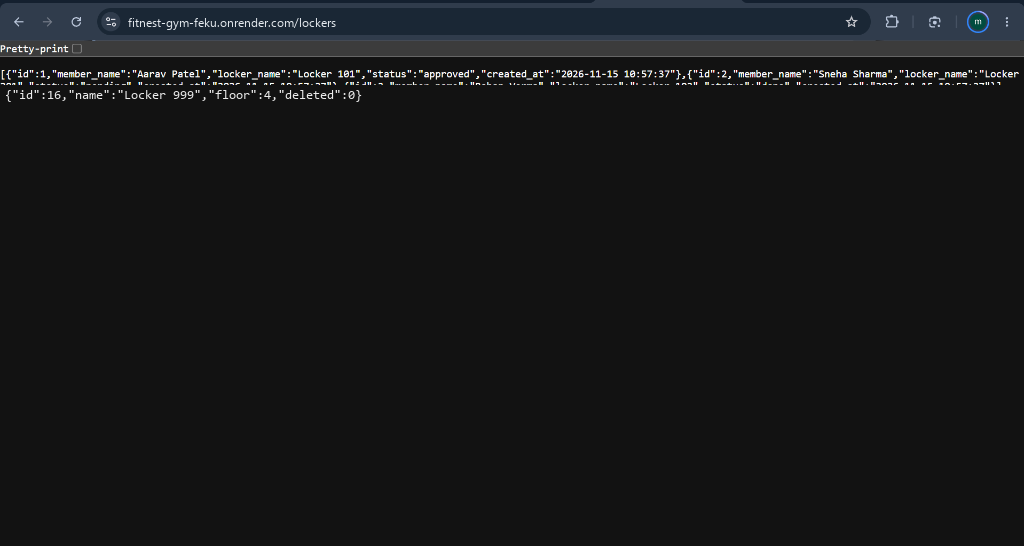 fitnest-gym-feku.onrender.com/lockers
m
Pretty-print
[{"id":1,"member_name":"Aarav Patel","locker_name":"Locker 101","status":"approved","created_at":"2026-11-15 10:57:37"},{"id":2,"member_name":"Sneha Sharma","locker_name":"Locker
{"id":16,"name":"Locker 999","floor":4,"deleted":0}